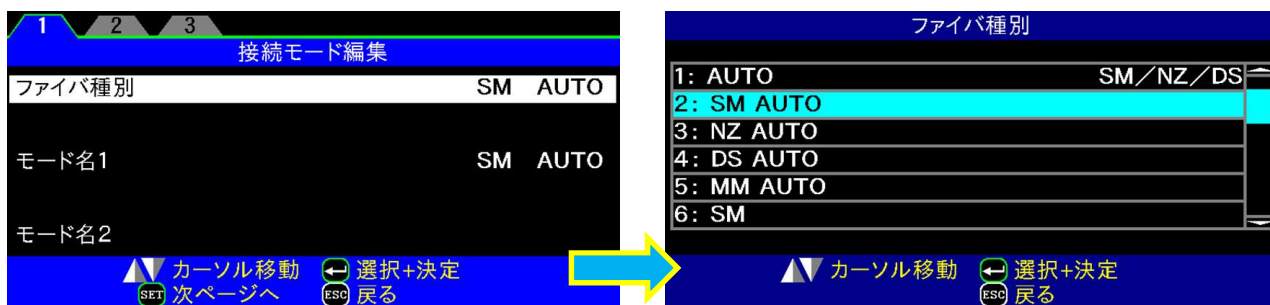 1 2 3
接続モード編集
ファイバ種別 SM AUTO
モード名1 SM AUTO
モード名2
カーソル移動 選択+決定
SET 次ページへ ESC 戻る
ファイバ種別
1: AUTO SM/NZ/DS
2: SM AUTO
3: NZ AUTO
4: DS AUTO
5: MM AUTO
6: SM
カーソル移動 選択+決定
ESC 戻る